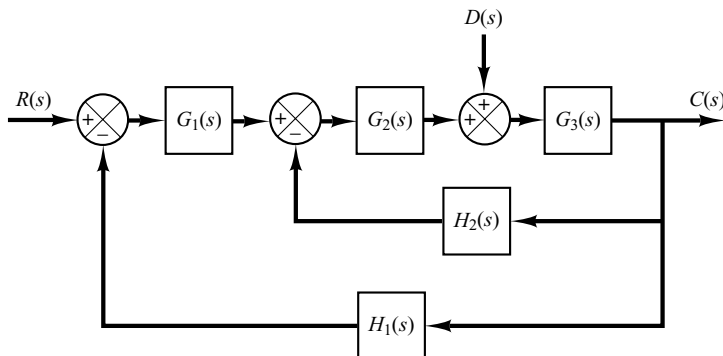 D(s)
R(s)
C(s)
+
−
G₁(s)
+
−
G₂(s)
+
+
G₃(s)
H₂(s)
H₁(s)